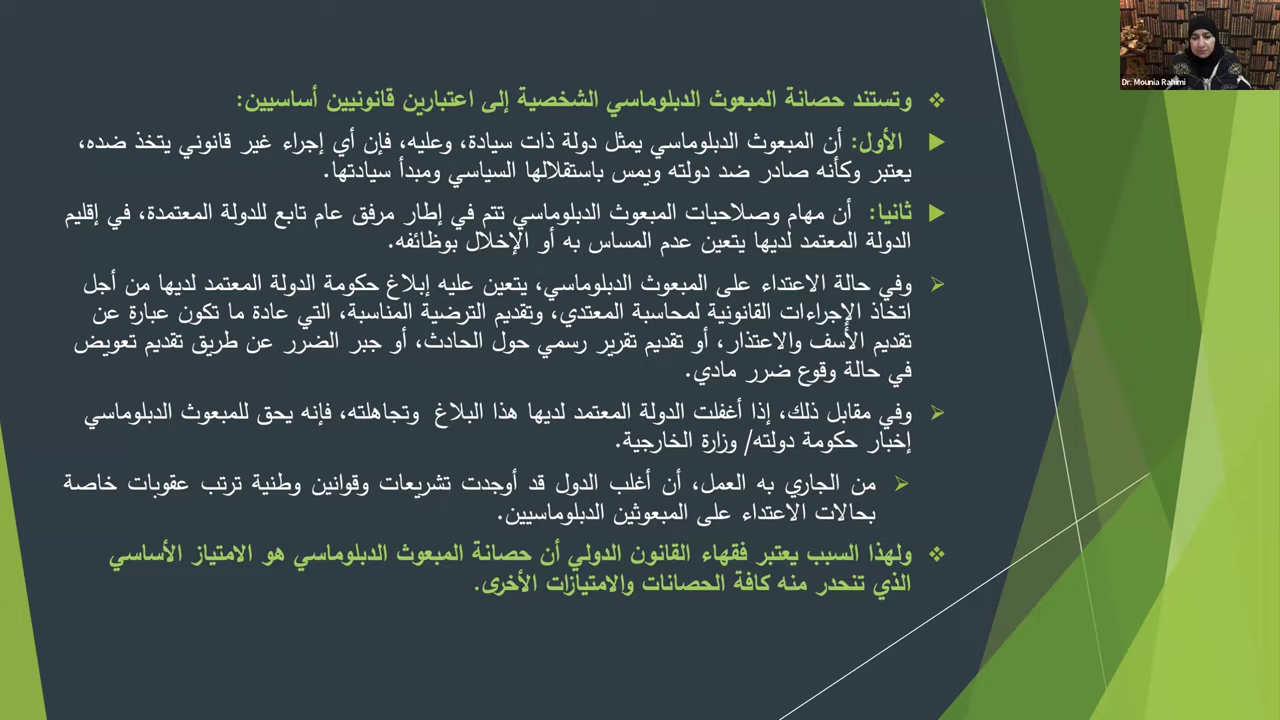 وتستند حصانة المبعوث الدبلوماسي الشخصية إلى اعتبارين قانونيين أساسيين:
الأول: أن المبعوث الدبلوماسي يمثل دولة ذات سيادة، وعليه، فإن أي إجراء غير قانوني يتخذ ضده،
يعتبر وكأنه صادر ضد دولته ويمس باستقلالها السياسي ومبدأ سيادتها.
ثانيا: أن مهام وصلاحيات المبعوث الدبلوماسي تتم في إطار مرفق عام تابع للدولة المعتمدة، في إقليم
الدولة المعتمد لديها يتعين عدم المساس به أو الإخلال بوظائفه.
وفي حالة الاعتداء على المبعوث الدبلوماسي، يتعين عليه إبلاغ حكومة الدولة المعتمد لديها من أجل
اتخاذ الإجراءات القانونية لمحاسبة المعتدي، وتقديم الترضية المناسبة، التي عادة ما تكون عبارة عن
تقديم الأسف والاعتذار، أو تقديم تقرير رسمي حول الحادث، أو جبر الضرر عن طريق تقديم تعويض
في حالة وقوع ضرر مادي.
وفي مقابل ذلك، إذا أغفلت الدولة المعتمد لديها هذا البلاغ وتجاهلته، فإنه يحق للمبعوث الدبلوماسي
إخبار حكومة دولته/ وزارة الخارجية.
من الجاري به العمل، أن أغلب الدول قد أوجدت تشريعات وقوانين وطنية ترتب عقوبات خاصة
بحالات الاعتداء على المبعوثين الدبلوماسيين.
ولهذا السبب يعتبر فقهاء القانون الدولي أن حصانة المبعوث الدبلوماسي هو الامتياز الأساسي
الذي تنحدر منه كافة الحصانات والامتيازات الأخرى.
Dr. Mounia Rahimi